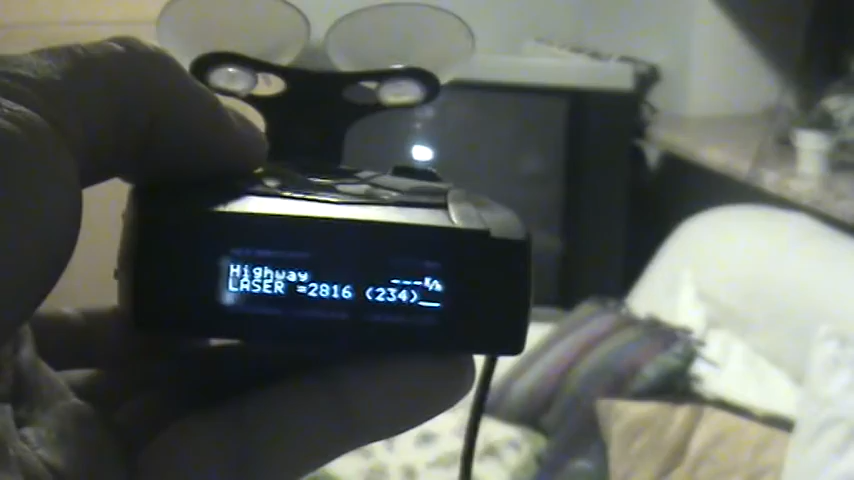 Highway ---K/h
LASER =2816 (234)_